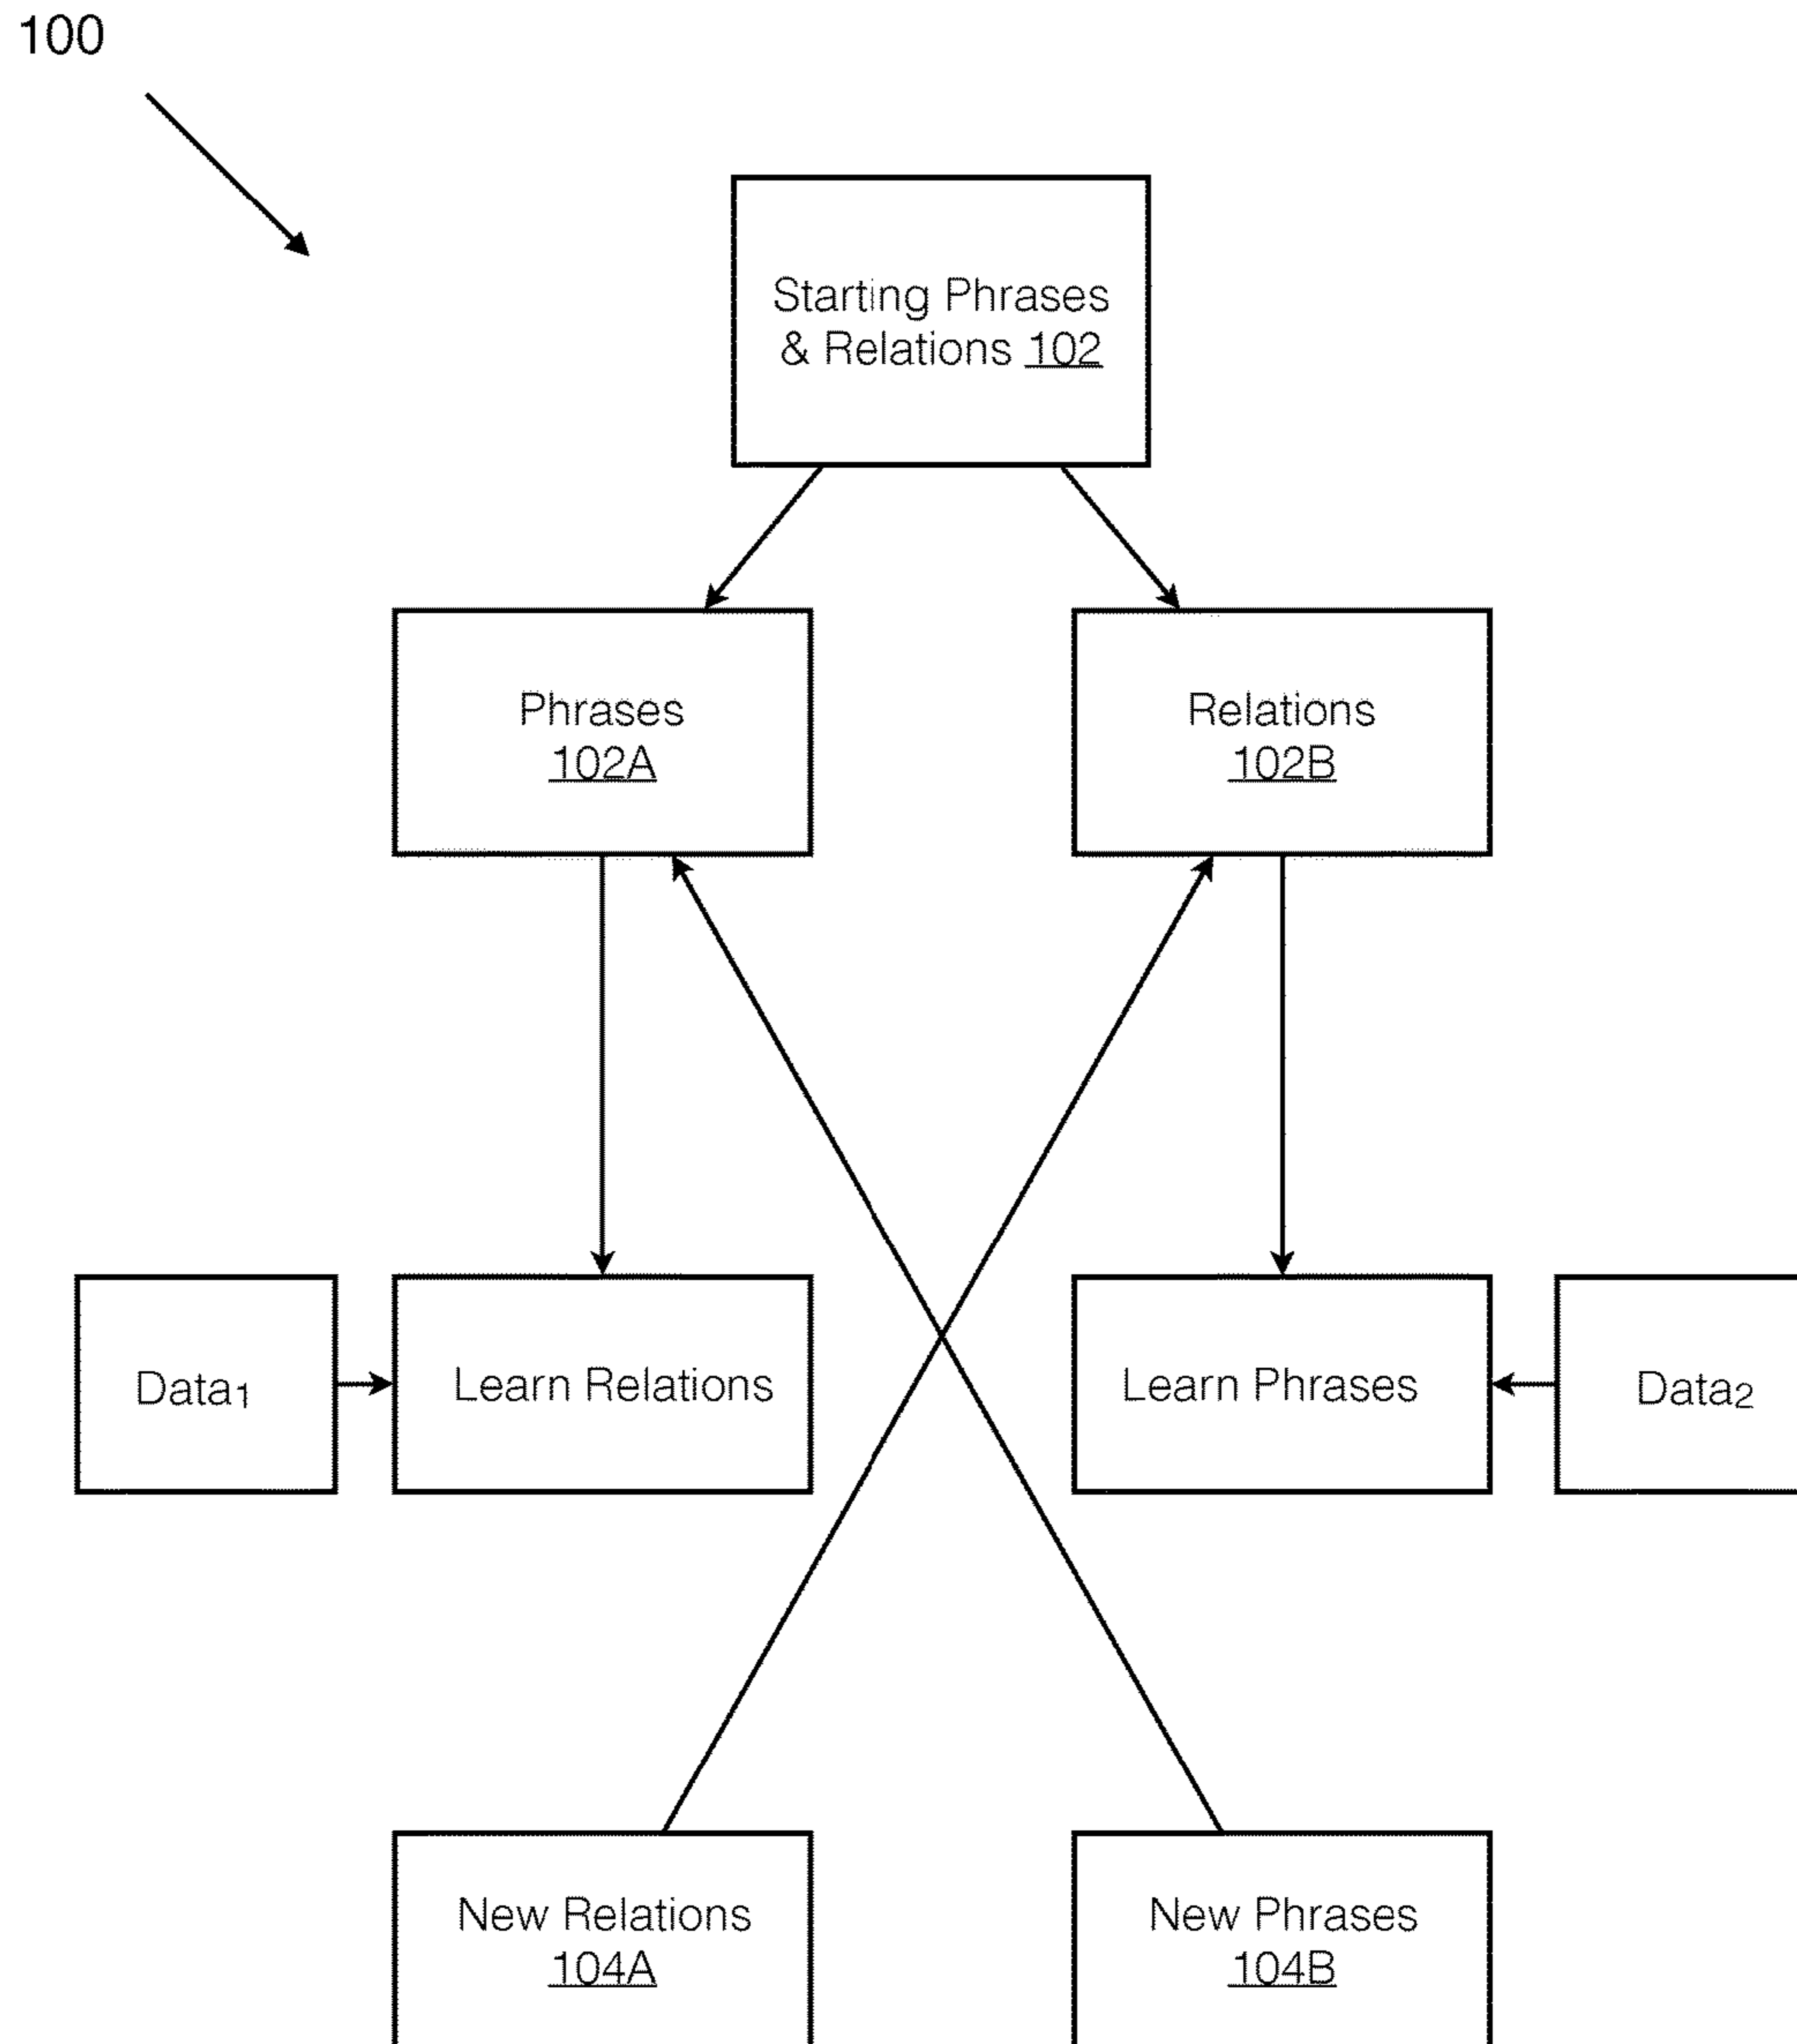 100
Starting Phrases
& Relations 102
Phrases
102A
Relations
102B
Data₁
Learn Relations
Learn Phrases
Data₂
New Relations
104A
New Phrases
104B